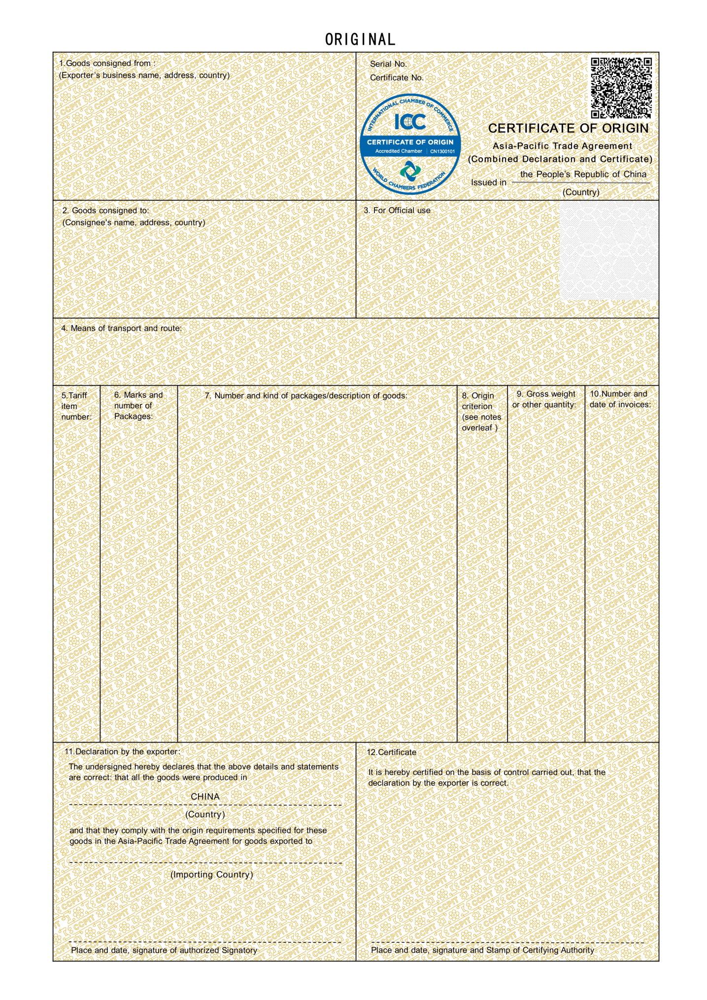 ORIGINAL
1.Goods consigned from :
(Exporter's business name, address, country)
Serial No.
Certificate No.
INTERNATIONAL CHAMBER OF COMMERCE
ICC
CERTIFICATE OF ORIGIN
Accredited Chamber | CN1300101
WORLD CHAMBERS FEDERATION
CERTIFICATE OF ORIGIN
Asia-Pacific Trade Agreement
(Combined Declaration and Certificate)
the People's Republic of China
Issued in
(Country)
2. Goods consigned to:
(Consignee's name, address, country)
3. For Official use
4. Means of transport and route:
5.Tariff
item
number:
6. Marks and
number of
Packages:
7. Number and kind of packages/description of goods:
8. Origin
criterion
(see notes
overleaf )
9. Gross weight
or other quantity:
10.Number and
date of invoices:
11.Declaration by the exporter:
The undersigned hereby declares that the above details and statements
are correct: that all the goods were produced in
CHINA
(Country)
and that they comply with the origin requirements specified for these
goods in the Asia-Pacific Trade Agreement for goods exported to
(Importing Country)
Place and date, signature of authorized Signatory
12.Certificate
It is hereby certified on the basis of control carried out, that the
declaration by the exporter is correct.
Place and date, signature and Stamp of Certifying Authority
CCPIT